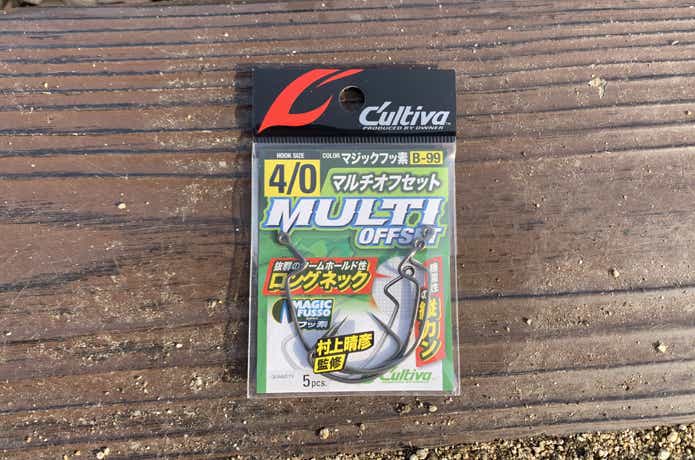 Cultiva
PRODUCED BY OWNER
HOOK SIZE
4/0
COLOR マジックフッ素 B-99
マルチオフセット
MULTI
OFFSET
抜群のワームホールド性
ロングネック
MAGIC
FUSSO
フッ素
村上晴彦
監修
QUANTITY
5pcs.
Cultiva